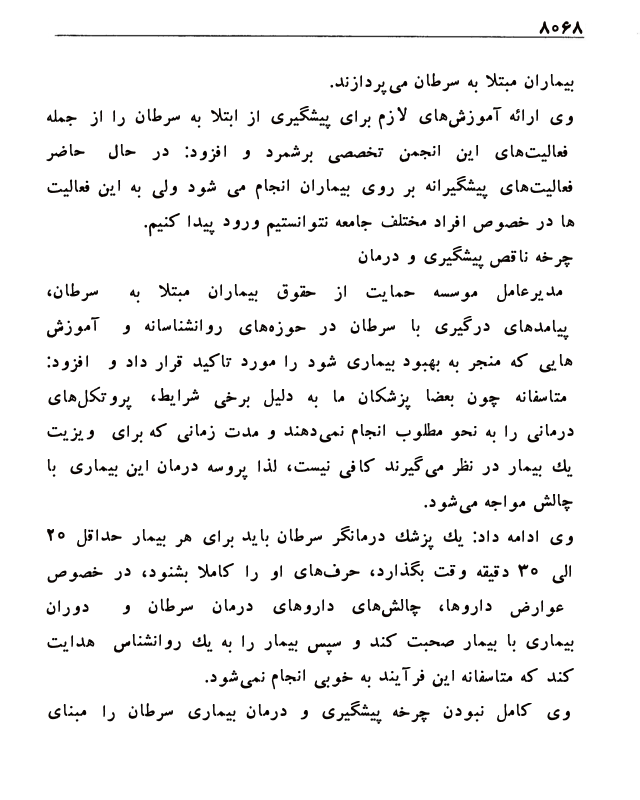 ۸۰۶۸
بیماران مبتلا به سرطان می‌پردازند.
وی ارائه آموزش‌های لازم برای پیشگیری از ابتلا به سرطان را از جمله
فعالیت‌های این انجمن تخصصی برشمرد و افزود: در حال حاضر
فعالیت‌های پیشگیرانه بر روی بیماران انجام می شود ولی به این فعالیت
ها در خصوص افراد مختلف جامعه نتوانستیم ورود پیدا کنیم.
چرخه ناقص پیشگیری و درمان
مدیرعامل موسسه حمایت از حقوق بیماران مبتلا به سرطان،
پیامدهای درگیری با سرطان در حوزه‌های روانشناسانه و آموزش
هایی که منجر به بهبود بیماری شود را مورد تاکید قرار داد و افزود:
متاسفانه چون بعضا پزشکان ما به دلیل برخی شرایط، پروتکل‌های
درمانی را به نحو مطلوب انجام نمی‌دهند و مدت زمانی که برای ویزیت
یك بیمار در نظر می‌گیرند کافی نیست، لذا پروسه درمان این بیماری با
چالش مواجه می‌شود.
وی ادامه داد: یك پزشك درمانگر سرطان باید برای هر بیمار حداقل ۲۰
الی ۳۰ دقیقه وقت بگذارد، حرف‌های او را کاملا بشنود، در خصوص
عوارض داروها، چالش‌های داروهای درمان سرطان و دوران
بیماری با بیمار صحبت کند و سپس بیمار را به یك روانشناس هدایت
کند که متاسفانه این فرآیند به خوبی انجام نمی‌شود.
وی کامل نبودن چرخه پیشگیری و درمان بیماری سرطان را مبنای